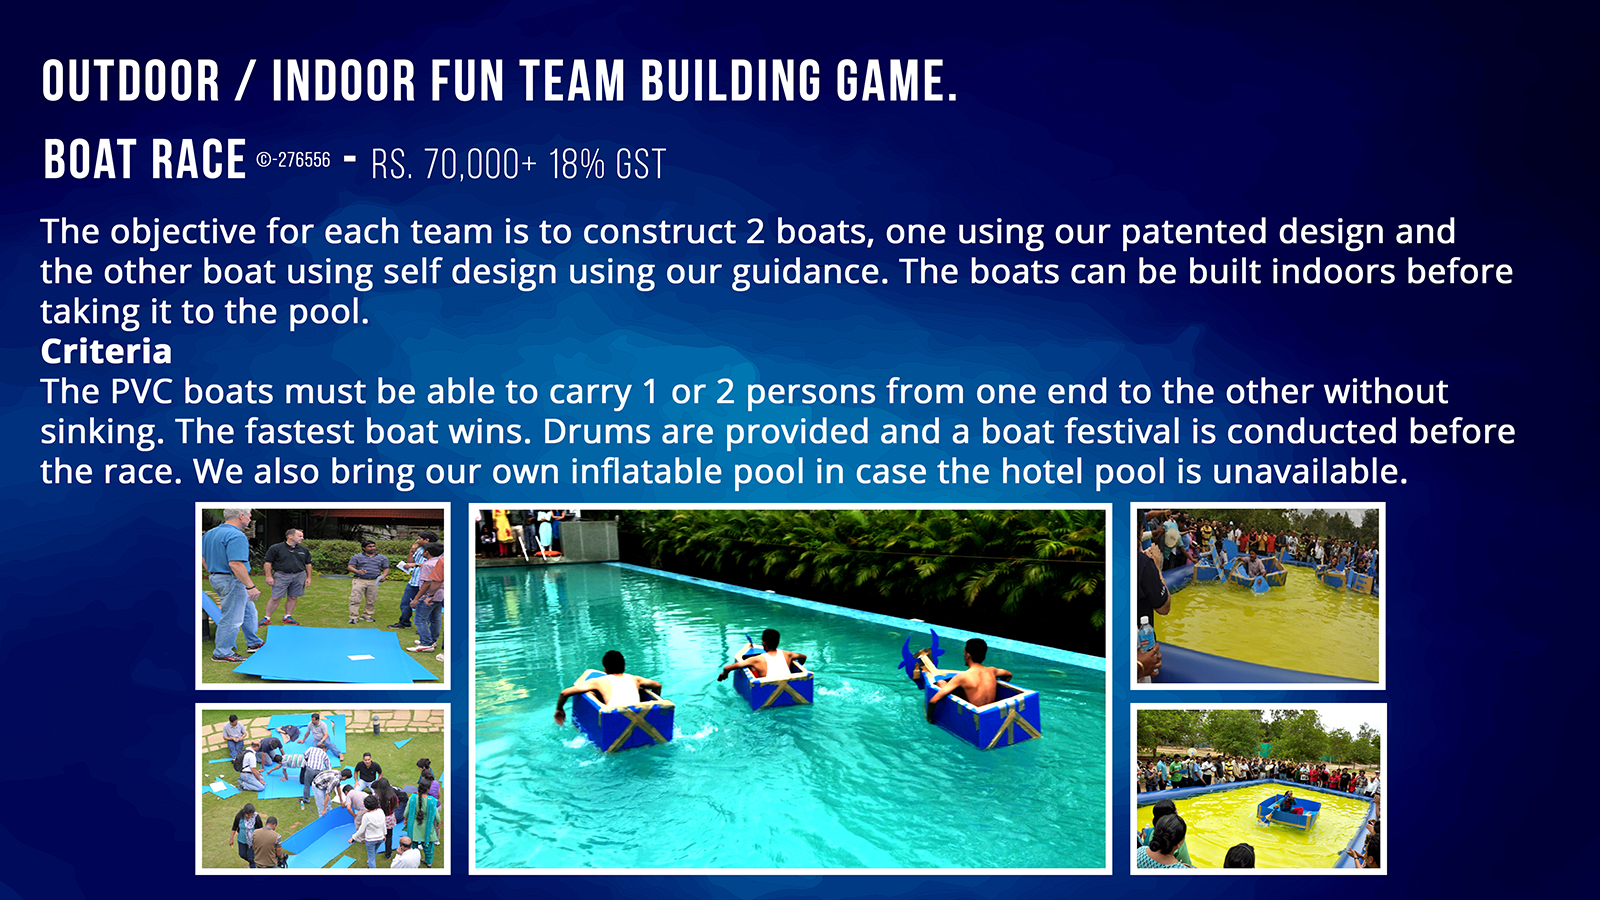 OUTDOOR / INDOOR FUN TEAM BUILDING GAME.
BOAT RACE ©-276556 - RS. 70,000+ 18% GST
The objective for each team is to construct 2 boats, one using our patented design and
the other boat using self design using our guidance. The boats can be built indoors before
taking it to the pool.
Criteria
The PVC boats must be able to carry 1 or 2 persons from one end to the other without
sinking. The fastest boat wins. Drums are provided and a boat festival is conducted before
the race. We also bring our own inflatable pool in case the hotel pool is unavailable.